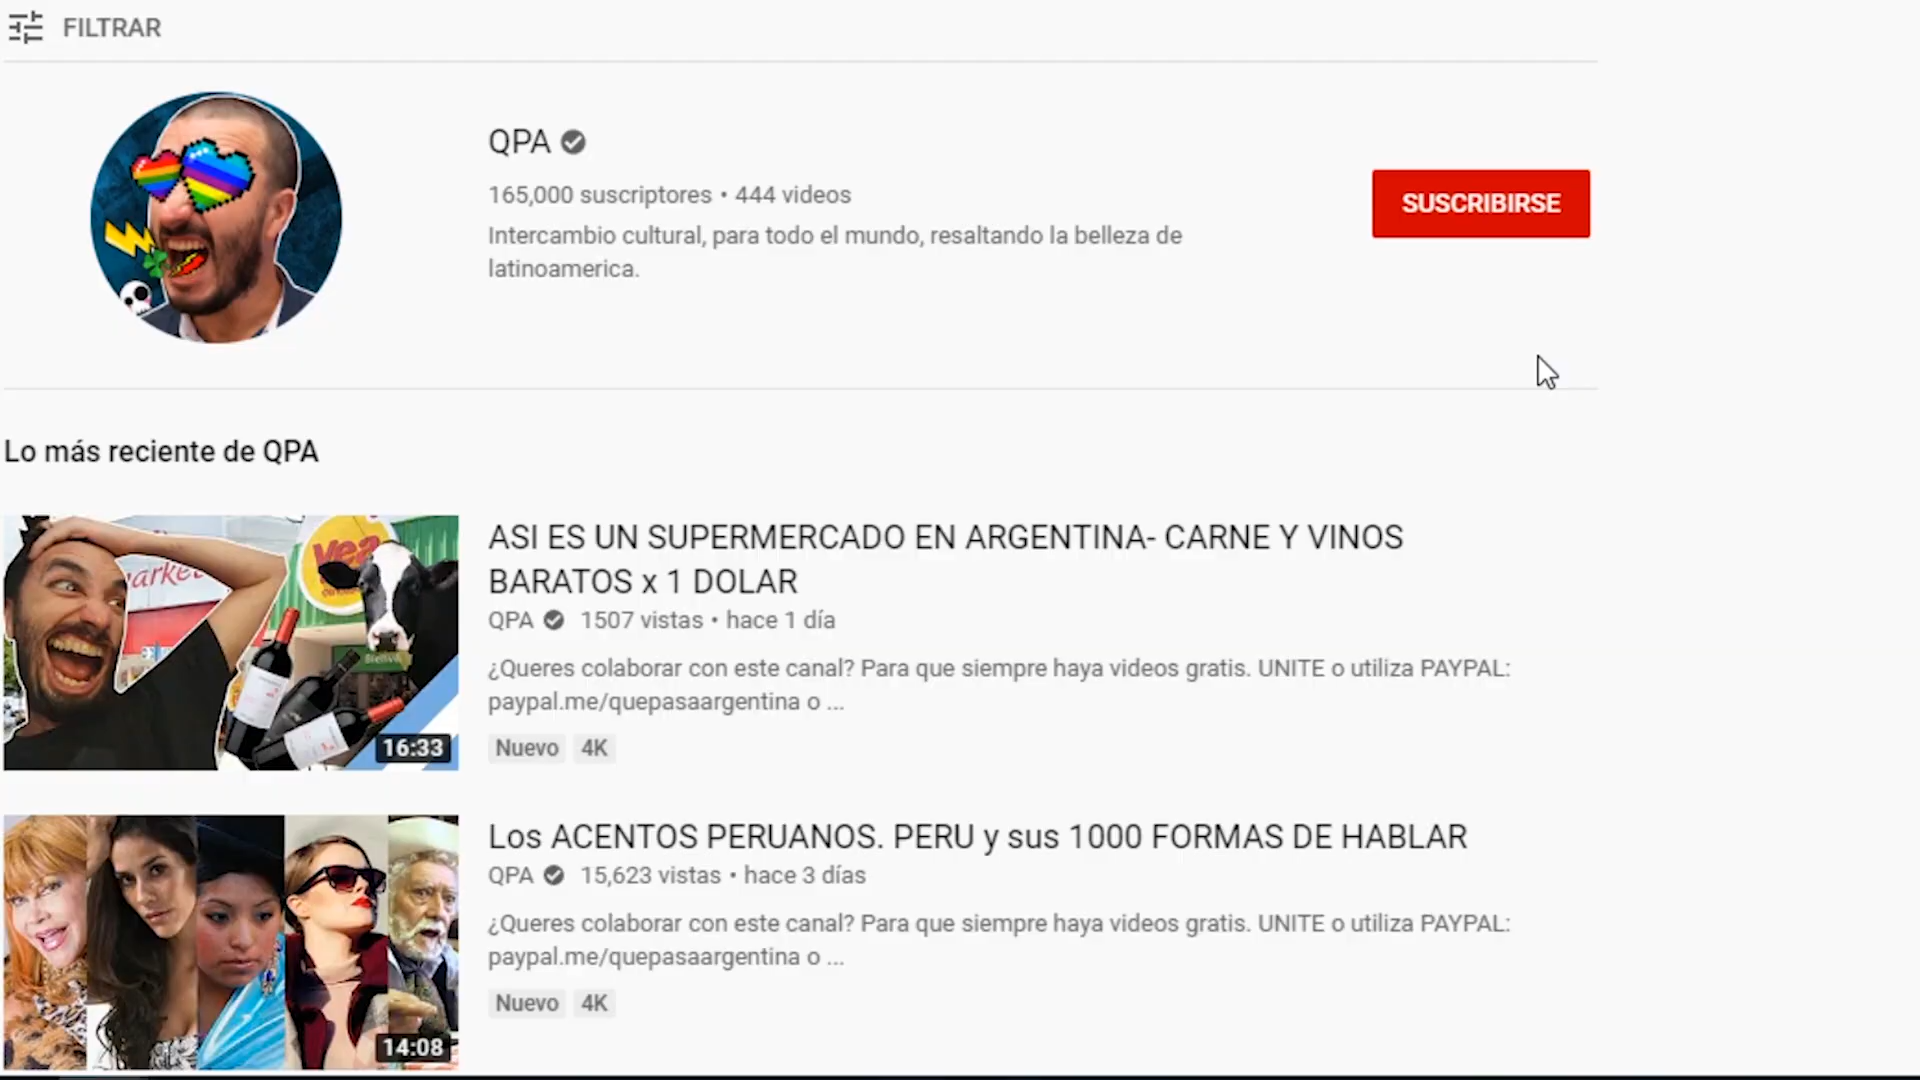 FILTRAR
QPA
165,000 suscriptores • 444 videos
Intercambio cultural, para todo el mundo, resaltando la belleza de
latinoamerica.
SUSCRIBIRSE
Lo más reciente de QPA
Vea
arke
Bienve
16:33
ASI ES UN SUPERMERCADO EN ARGENTINA- CARNE Y VINOS
BARATOS x 1 DOLAR
QPA 1507 vistas • hace 1 día
¿Queres colaborar con este canal? Para que siempre haya videos gratis. UNITE o utiliza PAYPAL:
paypal.me/quepasaargentina o ...
Nuevo 4K
14:08
Los ACENTOS PERUANOS. PERU y sus 1000 FORMAS DE HABLAR
QPA 15,623 vistas • hace 3 días
¿Queres colaborar con este canal? Para que siempre haya videos gratis. UNITE o utiliza PAYPAL:
paypal.me/quepasaargentina o ...
Nuevo 4K